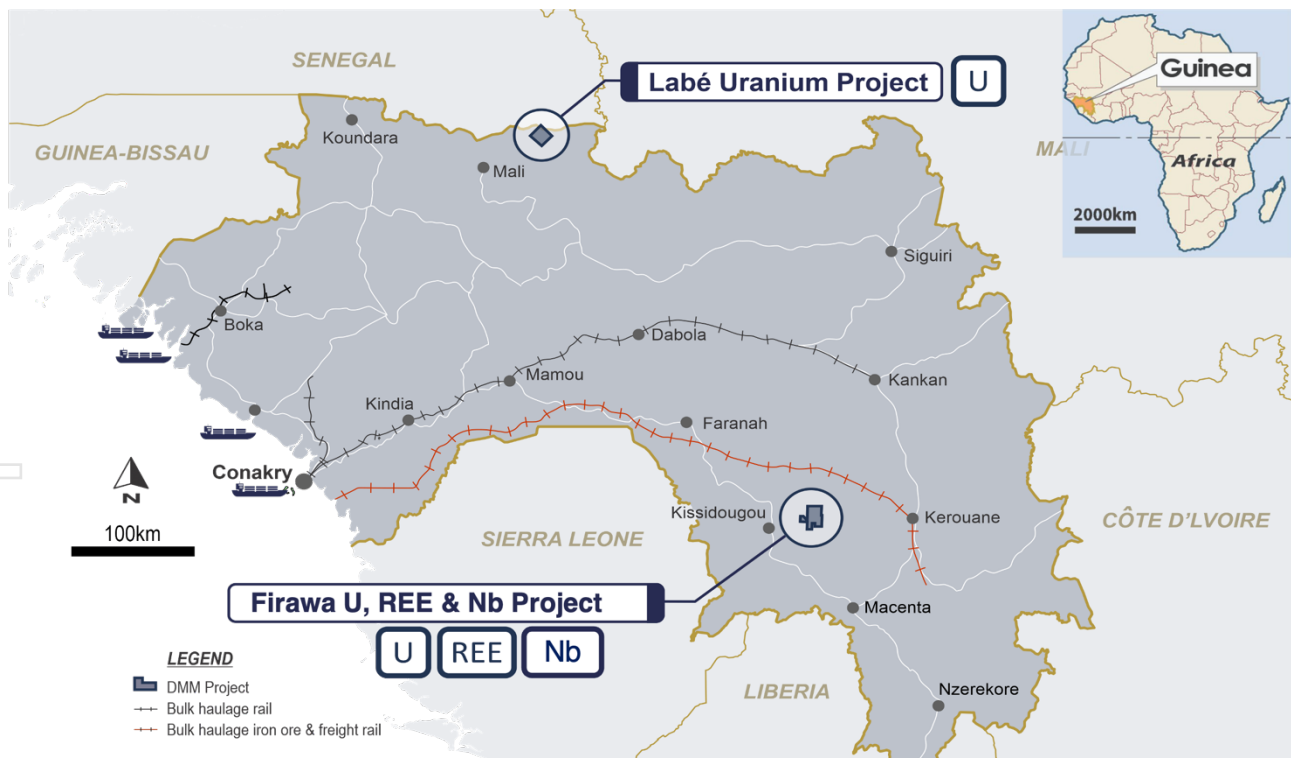 SENEGAL
Labé Uranium Project
U
Guinea
Koundara
GUINEA-BISSAU
Mali
MALI
Africa
2000km
Siguiri
Boka
Dabola
Mamou
Kankan
Kindia
Faranah
Conakry
N
100km
Kissidougou
Kerouane
SIERRA LEONE
CÔTE D'LVOIRE
Firawa U, REE & Nb Project
U
REE
Nb
Macenta
LIBERIA
Nzerekore
LEGEND
DMM Project
Bulk haulage rail
Bulk haulage iron ore & freight rail